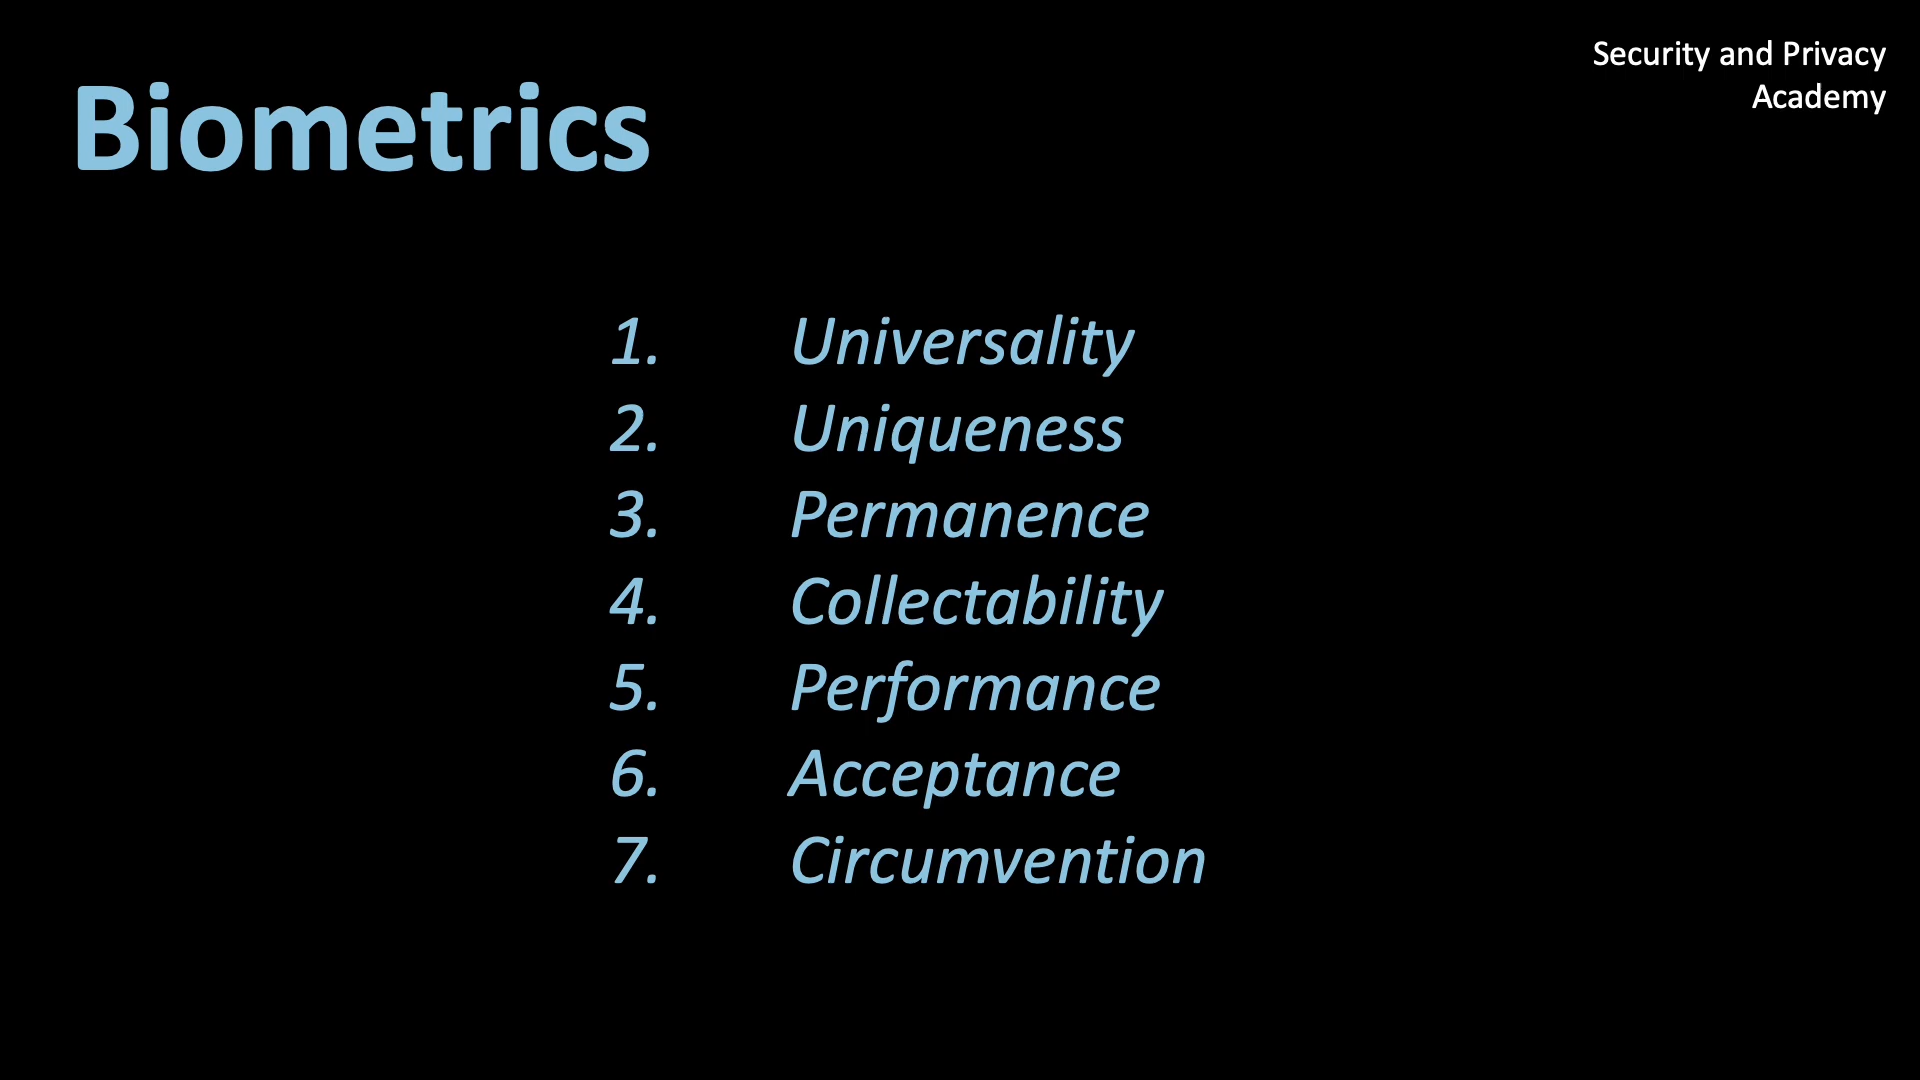 Security and Privacy
Academy
Biometrics
1. Universality
2. Uniqueness
3. Permanence
4. Collectability
5. Performance
6. Acceptance
7. Circumvention